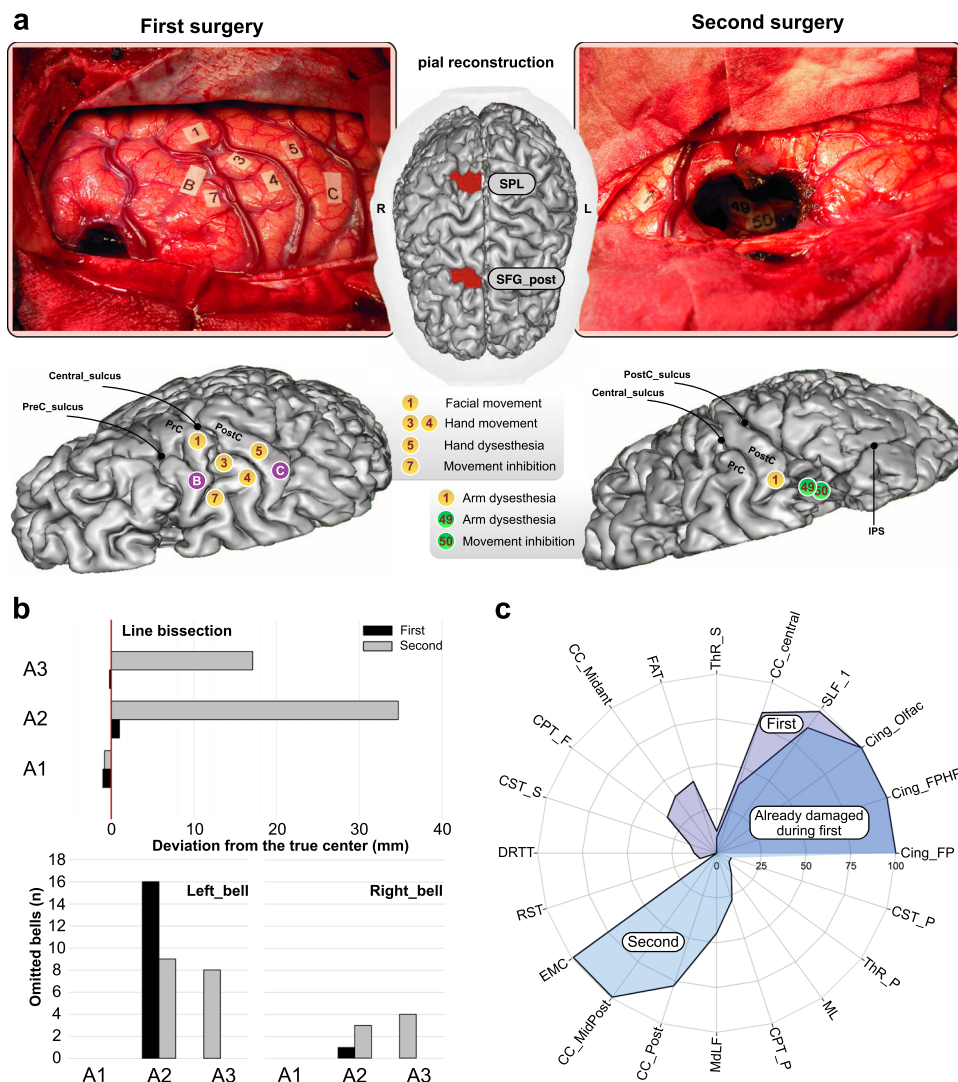 a
First surgery
Second surgery
pial reconstruction
1
3
5
B
7
4
C
SPL
R
L
SFG_post
1
49
50
Central_sulcus
PreC_sulcus
PrC
PostC
1
3
5
4
B
C
7
1 Facial movement
3 4 Hand movement
5 Hand dysesthesia
7 Movement inhibition
1 Arm dysesthesia
49 Arm dysesthesia
50 Movement inhibition
PostC_sulcus
Central_sulcus
PostC
PrC
1
49
50
IPS
b
Line bissection
First
Second
A3
A2
A1
0 10 20 30 40
Deviation from the true center (mm)
Omitted bells (n)
18
16
14
12
10
8
6
4
2
0
Left_bell
Right_bell
A1 A2 A3 A1 A2 A3
c
ThR_S
CC_central
SLF_1
Cing_Olfac
Cing_FPHP
Cing_FP
CST_P
ThR_P
ML
CPT_P
MdLF
CC_Post
CC_MidPost
EMC
RST
DRTT
CST_S
CPT_F
CC_Midant
FAT
First
Already damaged
during first
Second
0 25 50 75 100